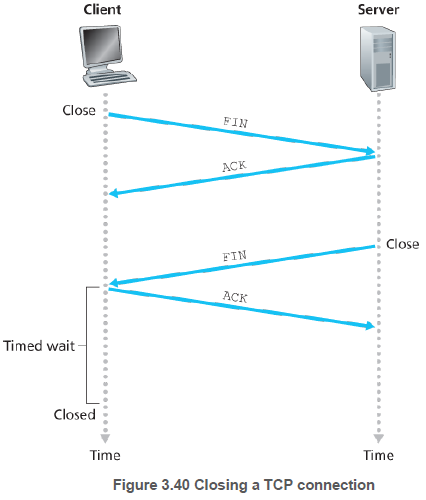 Client
Server
Close
FIN
ACK
Close
FIN
ACK
Timed wait
Closed
Time
Time
Figure 3.40 Closing a TCP connection